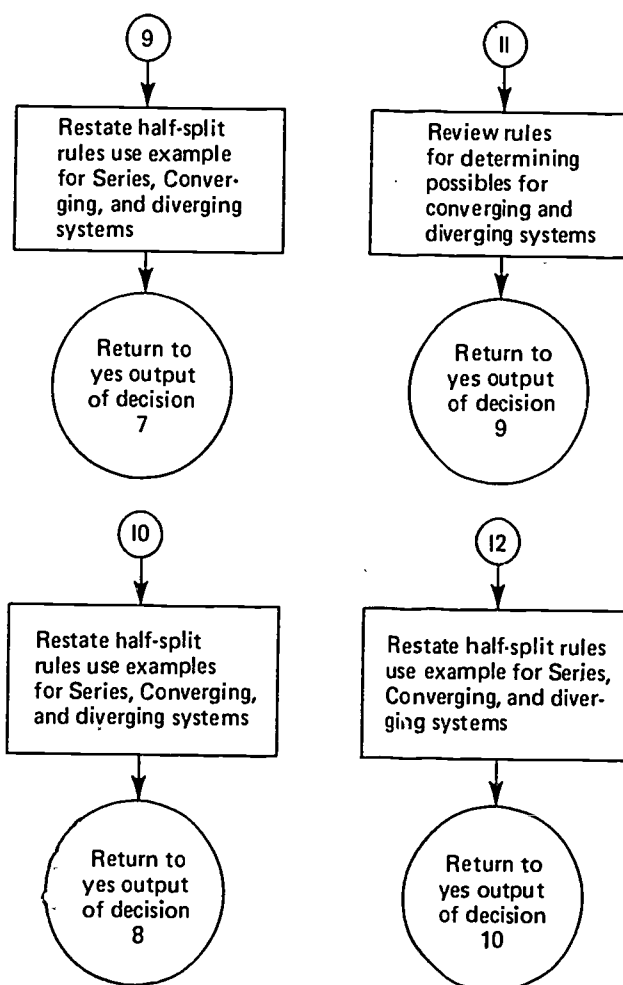 9
Restate half-split
rules use example
for Series, Conver-
ging, and diverging
systems
Return to
yes output
of decision
7
11
Review rules
for determining
possibles for
converging and
diverging systems
Return to
yes output
of decision
9
10
Restate half-split
rules use examples
for Series, Converging,
and diverging systems
Return to
yes output
of decision
8
12
Restate half-split rules
use example for Series,
Converging, and diver-
ging systems
Return to
yes output
of decision
10